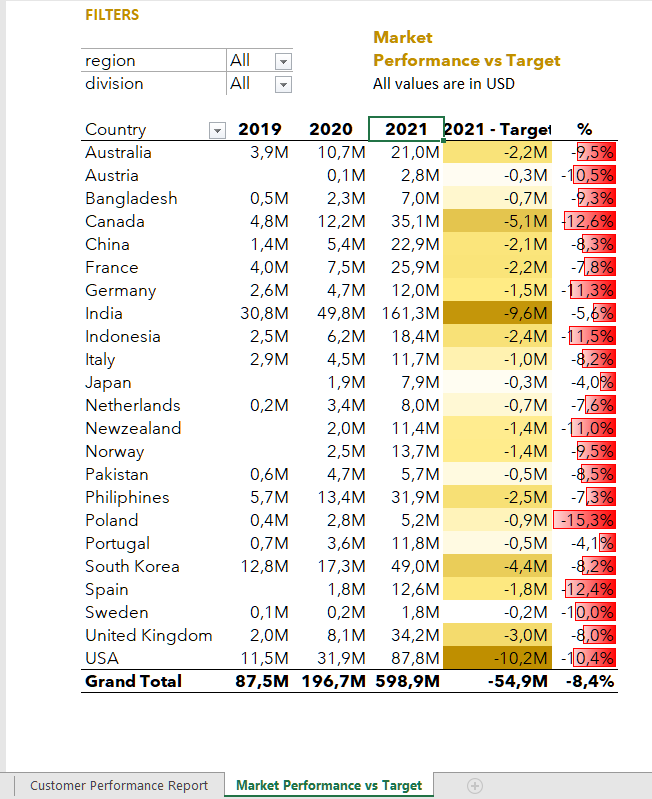 FILTERS
Market
Performance vs Target
region All
division All
All values are in USD
Country 2019 2020 2021 2021 - Target %
Australia 3,9M 10,7M 21,0M -2,2M -9,5%
Austria 0,1M 2,8M -0,3M -10,5%
Bangladesh 0,5M 2,3M 7,0M -0,7M -9,3%
Canada 4,8M 12,2M 35,1M -5,1M -12,6%
China 1,4M 5,4M 22,9M -2,1M -8,3%
France 4,0M 7,5M 25,9M -2,2M -7,8%
Germany 2,6M 4,7M 12,0M -1,5M -11,3%
India 30,8M 49,8M 161,3M -9,6M -5,6%
Indonesia 2,5M 6,2M 18,4M -2,4M -11,5%
Italy 2,9M 4,5M 11,7M -1,0M -8,2%
Japan 1,9M 7,9M -0,3M -4,0%
Netherlands 0,2M 3,4M 8,0M -0,7M -7,6%
Newzealand 2,0M 11,4M -1,4M -11,0%
Norway 2,5M 13,7M -1,4M -9,5%
Pakistan 0,6M 4,7M 5,7M -0,5M -8,5%
Philiphines 5,7M 13,4M 31,9M -2,5M -7,3%
Poland 0,4M 2,8M 5,2M -0,9M -15,3%
Portugal 0,7M 3,6M 11,8M -0,5M -4,1%
South Korea 12,8M 17,3M 49,0M -4,4M -8,2%
Spain 1,8M 12,6M -1,8M -12,4%
Sweden 0,1M 0,2M 1,8M -0,2M -10,0%
United Kingdom 2,0M 8,1M 34,2M -3,0M -8,0%
USA 11,5M 31,9M 87,8M -10,2M -10,4%
Grand Total 87,5M 196,7M 598,9M -54,9M -8,4%
Customer Performance Report Market Performance vs Target